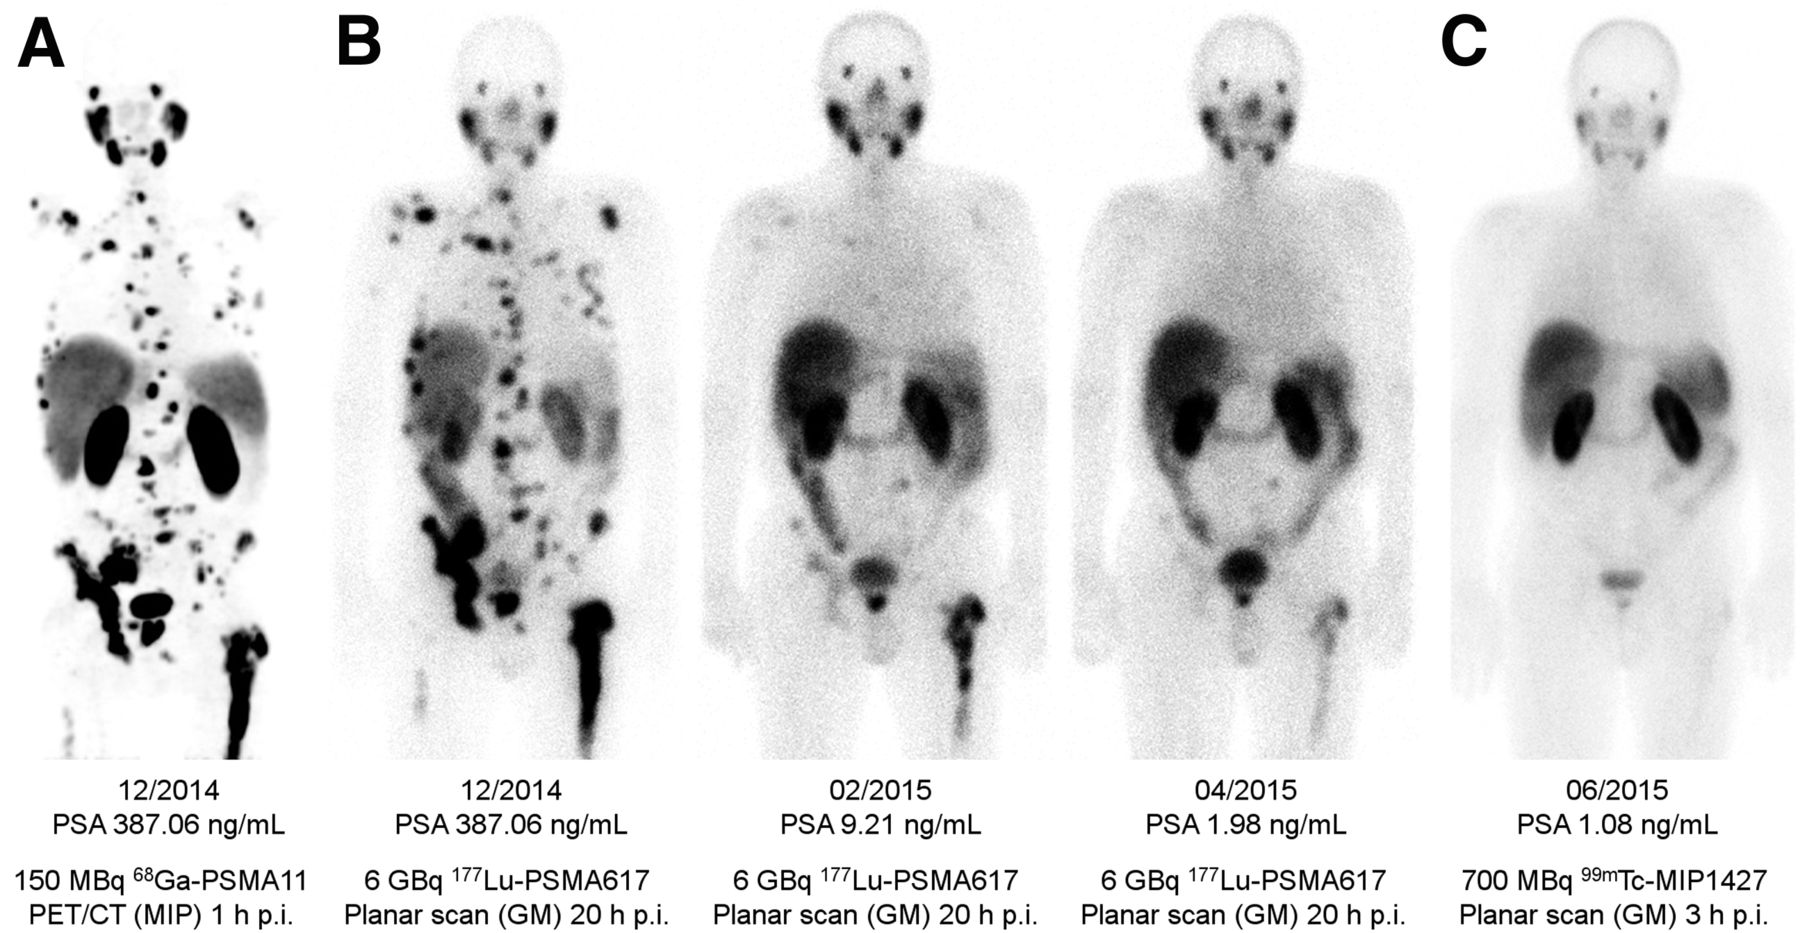 A
B
C
12/2014
PSA 387.06 ng/mL
150 MBq ⁶⁸Ga-PSMA11
PET/CT (MIP) 1 h p.i.
12/2014
PSA 387.06 ng/mL
6 GBq ¹⁷⁷Lu-PSMA617
Planar scan (GM) 20 h p.i.
02/2015
PSA 9.21 ng/mL
6 GBq ¹⁷⁷Lu-PSMA617
Planar scan (GM) 20 h p.i.
04/2015
PSA 1.98 ng/mL
6 GBq ¹⁷⁷Lu-PSMA617
Planar scan (GM) 20 h p.i.
06/2015
PSA 1.08 ng/mL
700 MBq ⁹⁹ᵐTc-MIP1427
Planar scan (GM) 3 h p.i.